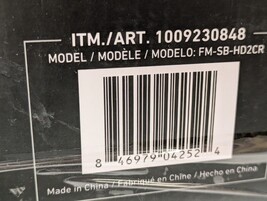 ITM./ART. 1009230848
MODEL / MODÈLE / MODELO: FM-SB-HD2CR
8 46979 04252 4
Made in China / Fabriqué en Chine / Hecho en China